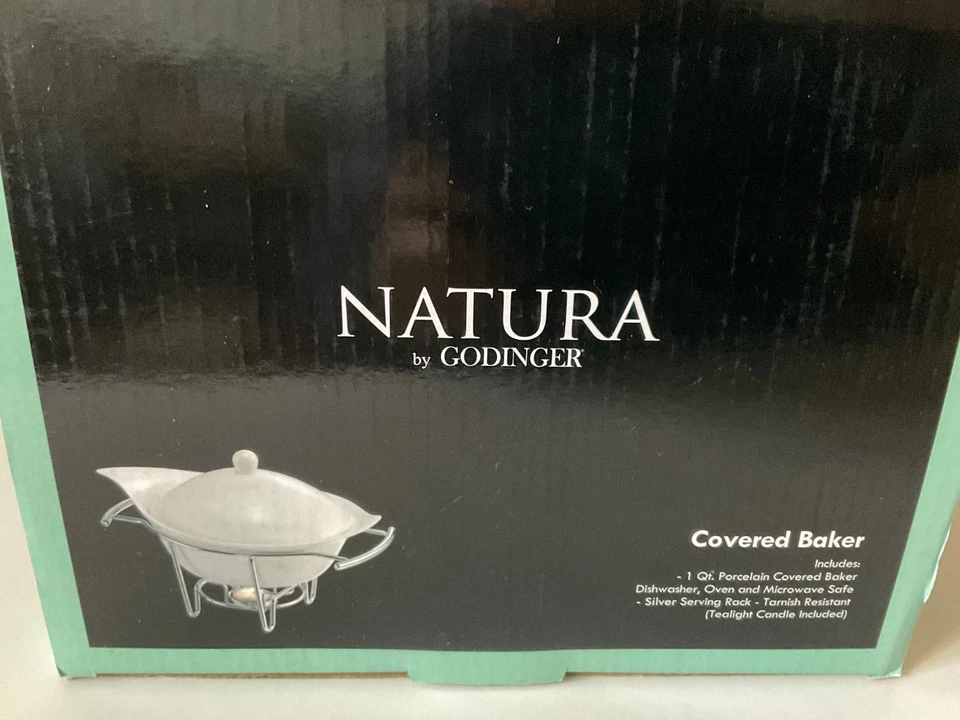 NATURA
by GODINGER®
Covered Baker
Includes:
- 1 Qt. Porcelain Covered Baker
Dishwasher, Oven and Microwave Safe
- Silver Serving Rack - Tarnish Resistant
(Tealight Candle Included)